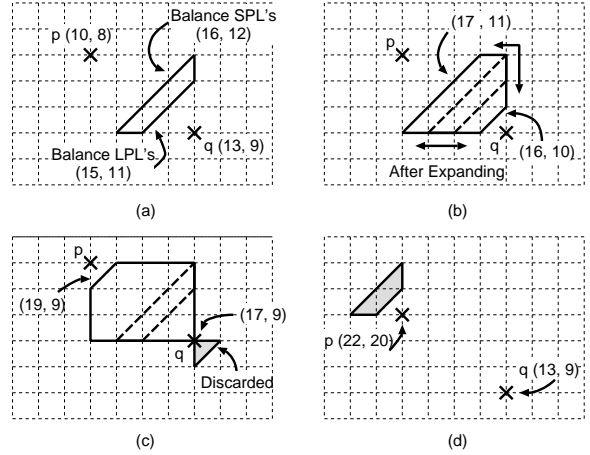 Balance SPL's
(16, 12)
p (10, 8)
Balance LPL's
(15, 11)
q (13, 9)
(a)
(17 , 11)
p
q
(16, 10)
After Expanding
(b)
p
(19, 9)
(17, 9)
q
Discarded
(c)
p (22, 20)
q (13, 9)
(d)